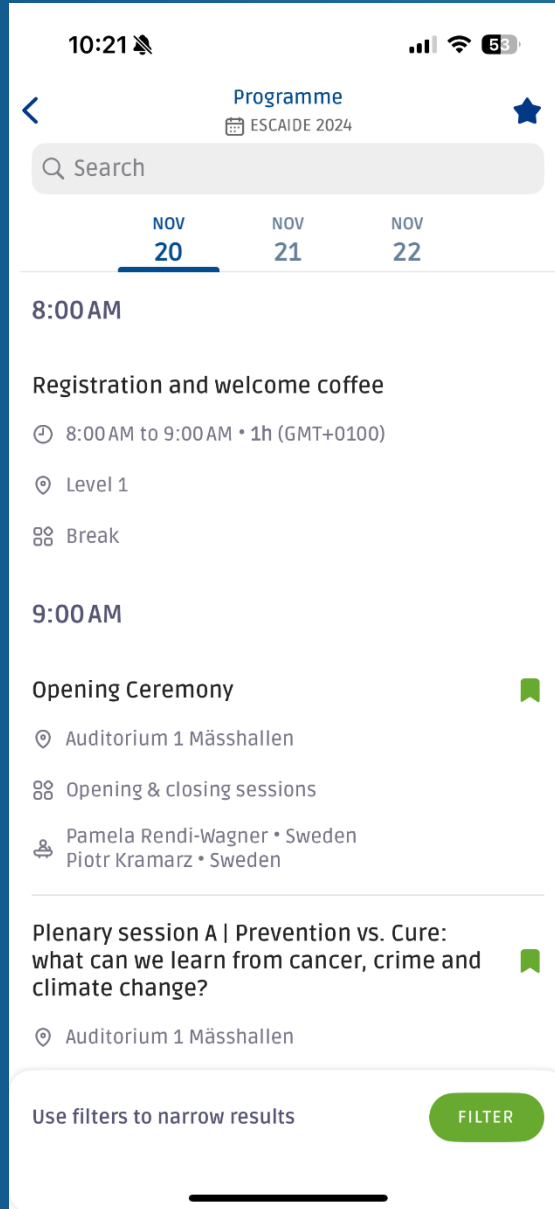 10:21
53
Programme
ESCAIDE 2024
Search
NOV NOV NOV
20 21 22
8:00 AM
Registration and welcome coffee
8:00 AM to 9:00 AM • 1h (GMT+0100)
Level 1
Break
9:00 AM
Opening Ceremony
Auditorium 1 Mässhallen
Opening & closing sessions
Pamela Rendi-Wagner • Sweden
Piotr Kramarz • Sweden
Plenary session A | Prevention vs. Cure:
what can we learn from cancer, crime and
climate change?
Auditorium 1 Mässhallen
Use filters to narrow results
FILTER